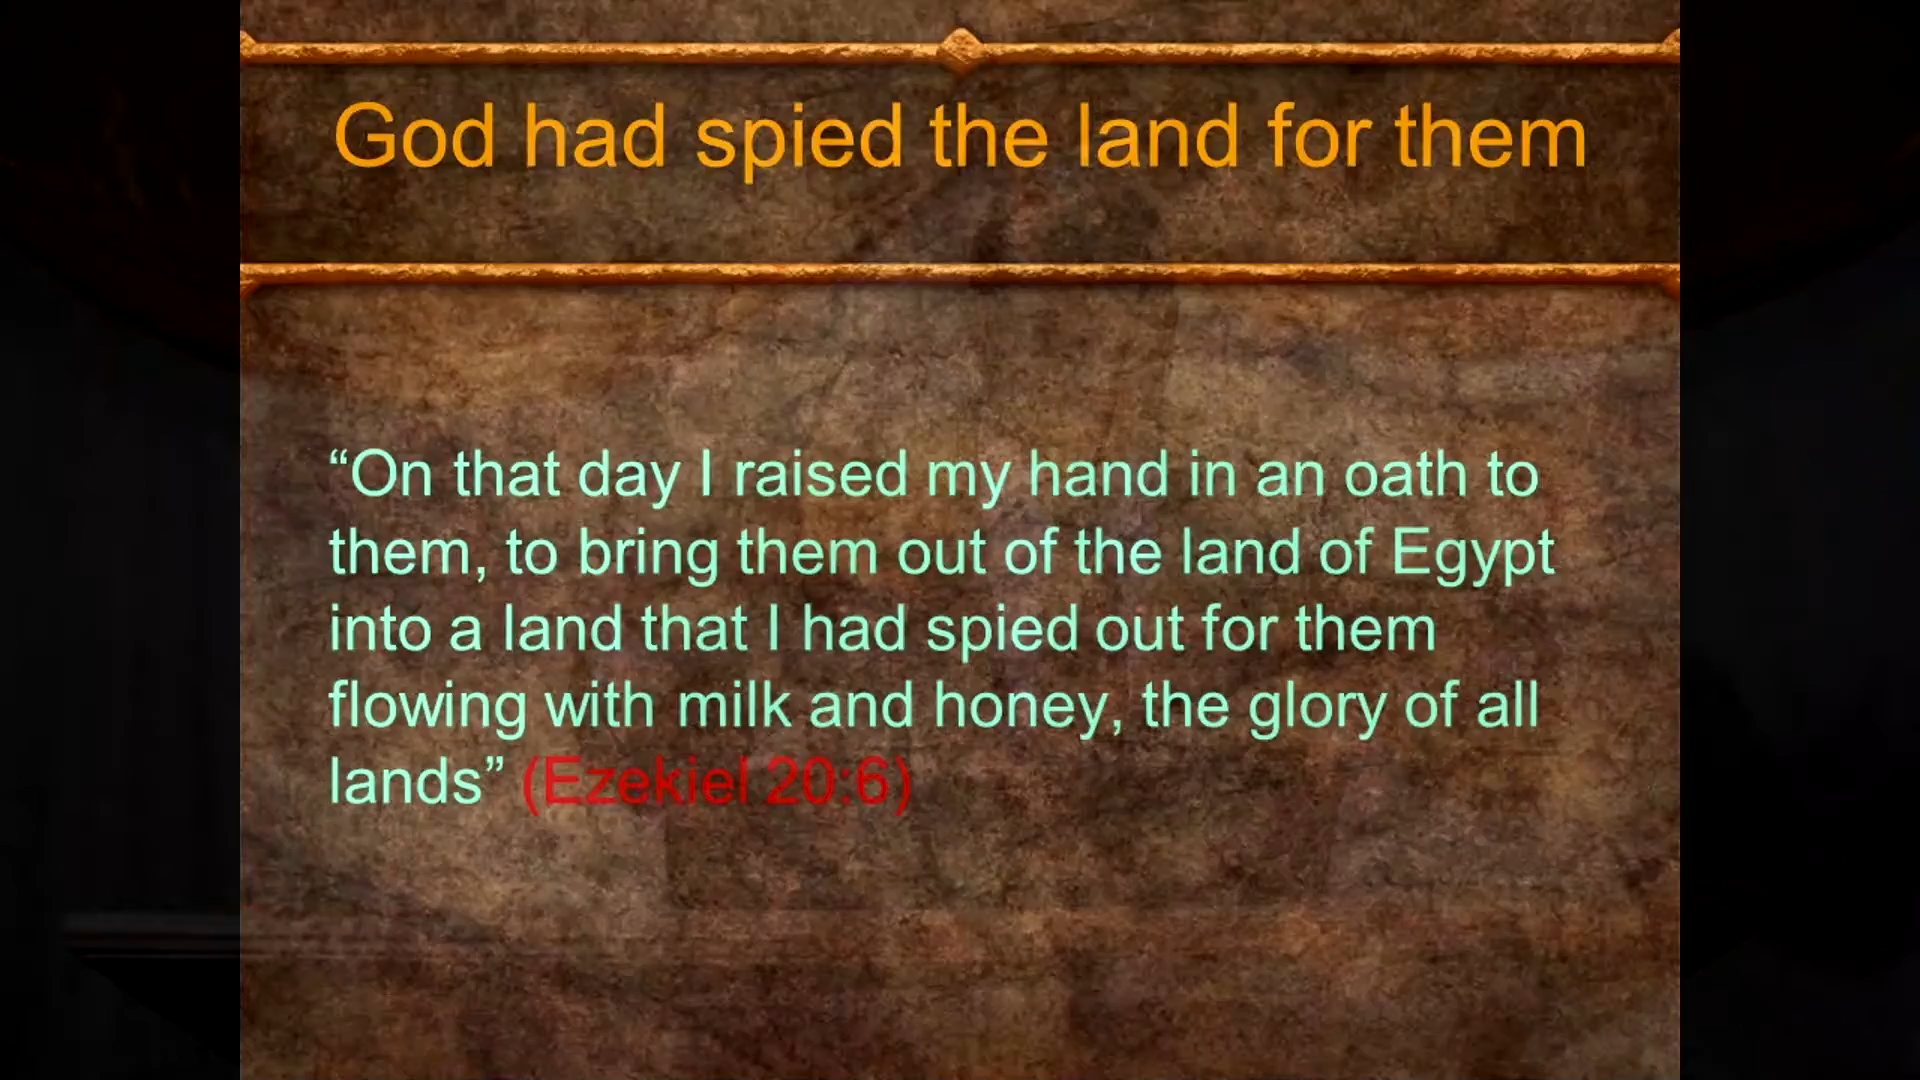 God had spied the land for them
“On that day I raised my hand in an oath to
them, to bring them out of the land of Egypt
into a land that I had spied out for them
flowing with milk and honey, the glory of all
lands” (Ezekiel 20:6)